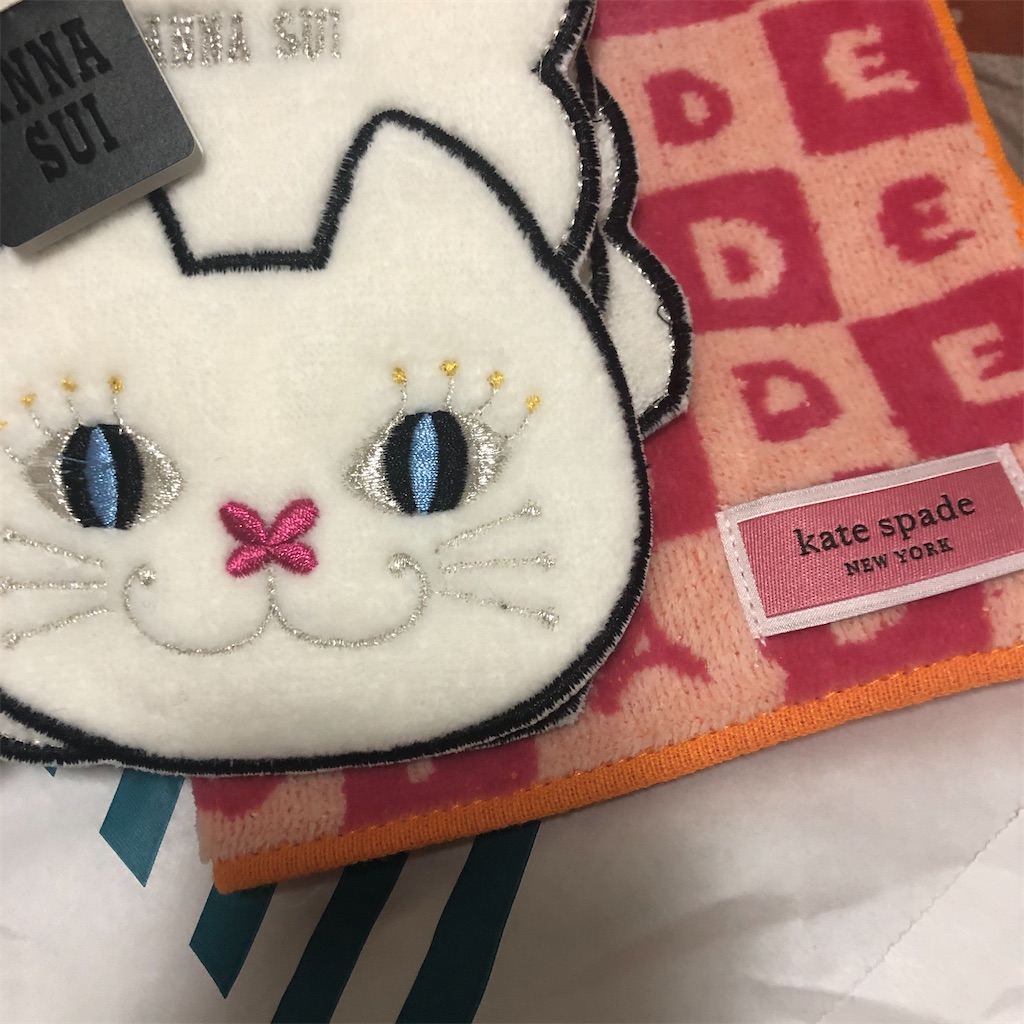 ANNA SUI
ANNA
SUI
D E
D E
D E
kate spade
NEW YORK